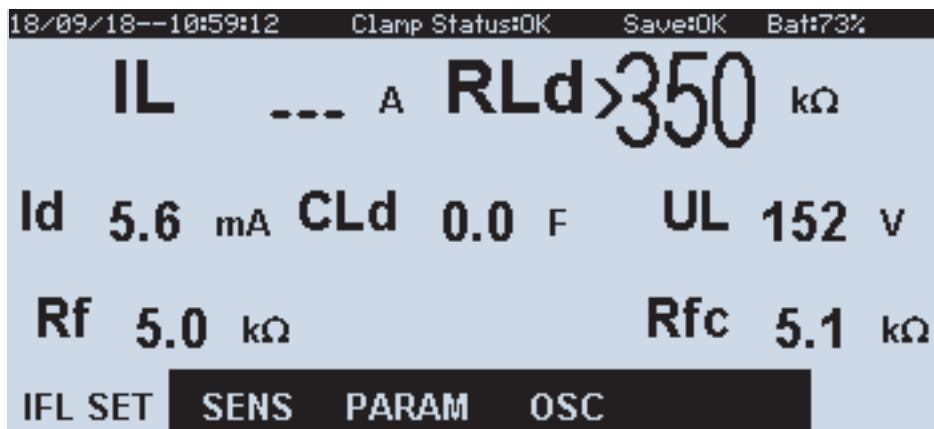 18/09/18--10:59:12 Clamp Status:OK Save:OK Bat:73%
IL --- A RLd >350 kΩ
Id 5.6 mA CLd 0.0 F UL 152 V
Rf 5.0 kΩ Rfc 5.1 kΩ
IFL SET SENS PARAM OSC